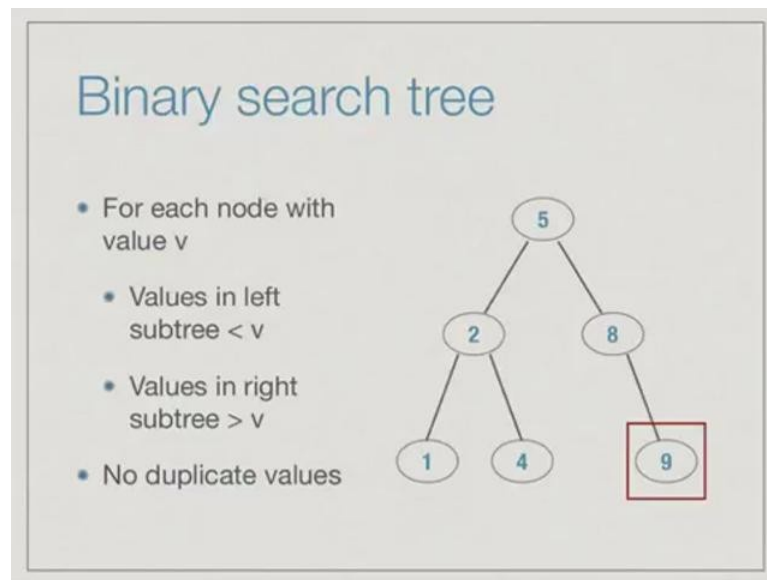 Binary search tree
• For each node with
value v
• Values in left
subtree < v
• Values in right
subtree > v
• No duplicate values
5
2
8
1
4
9